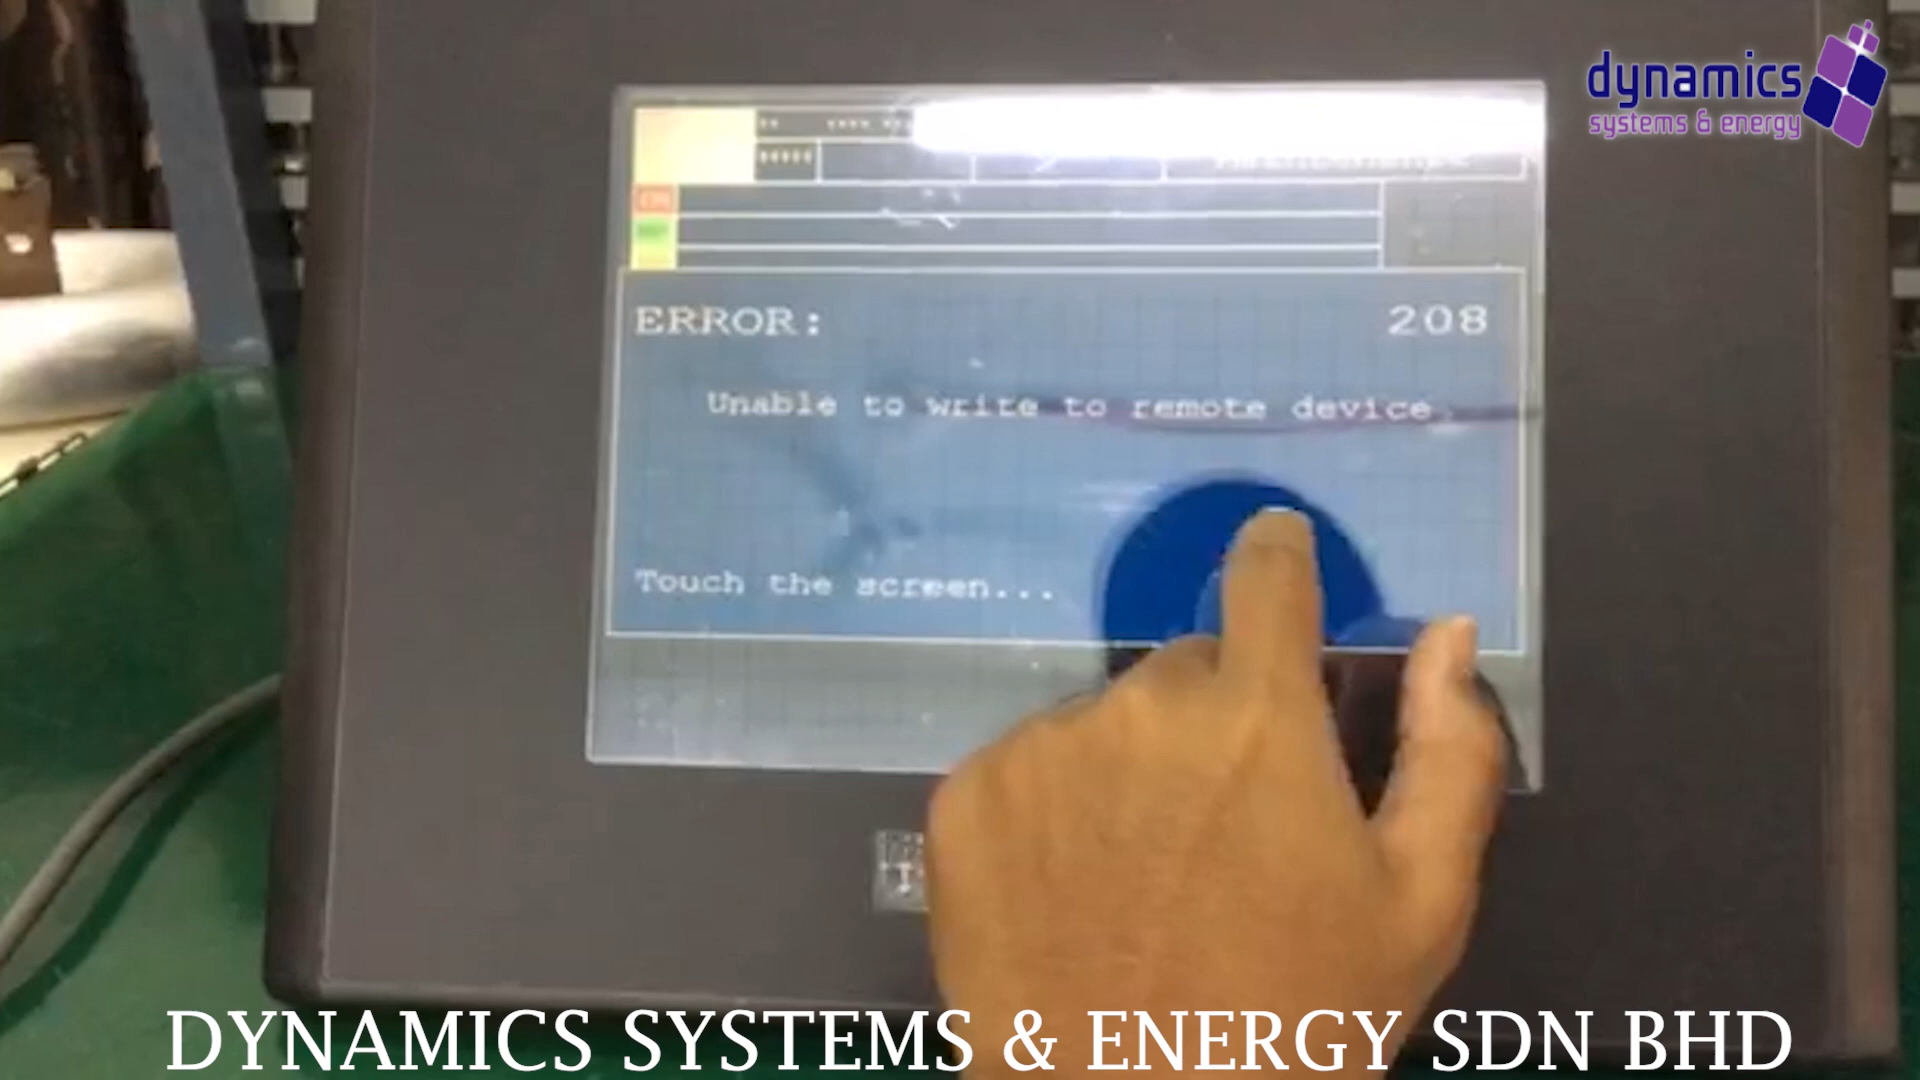 dynamics
systems & energy
ERROR: 208
Unable to write to remote device.
Touch the screen...
DYNAMICS SYSTEMS & ENERGY SDN BHD